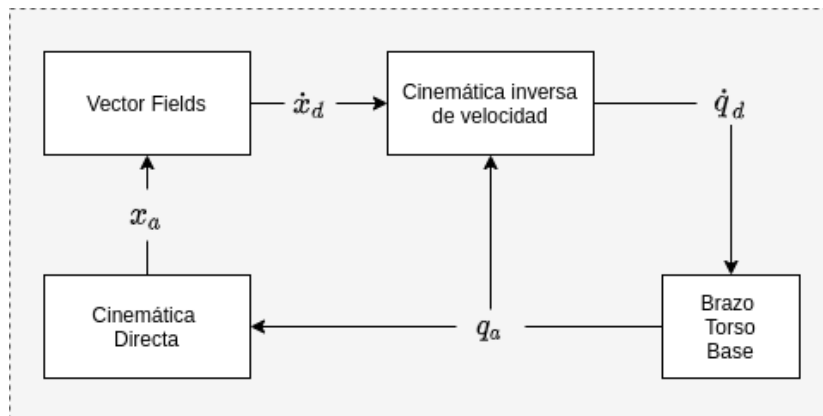 Vector Fields
ẋ_d
Cinemática inversa
de velocidad
q̇_d
x_a
Cinemática
Directa
q_a
Brazo
Torso
Base